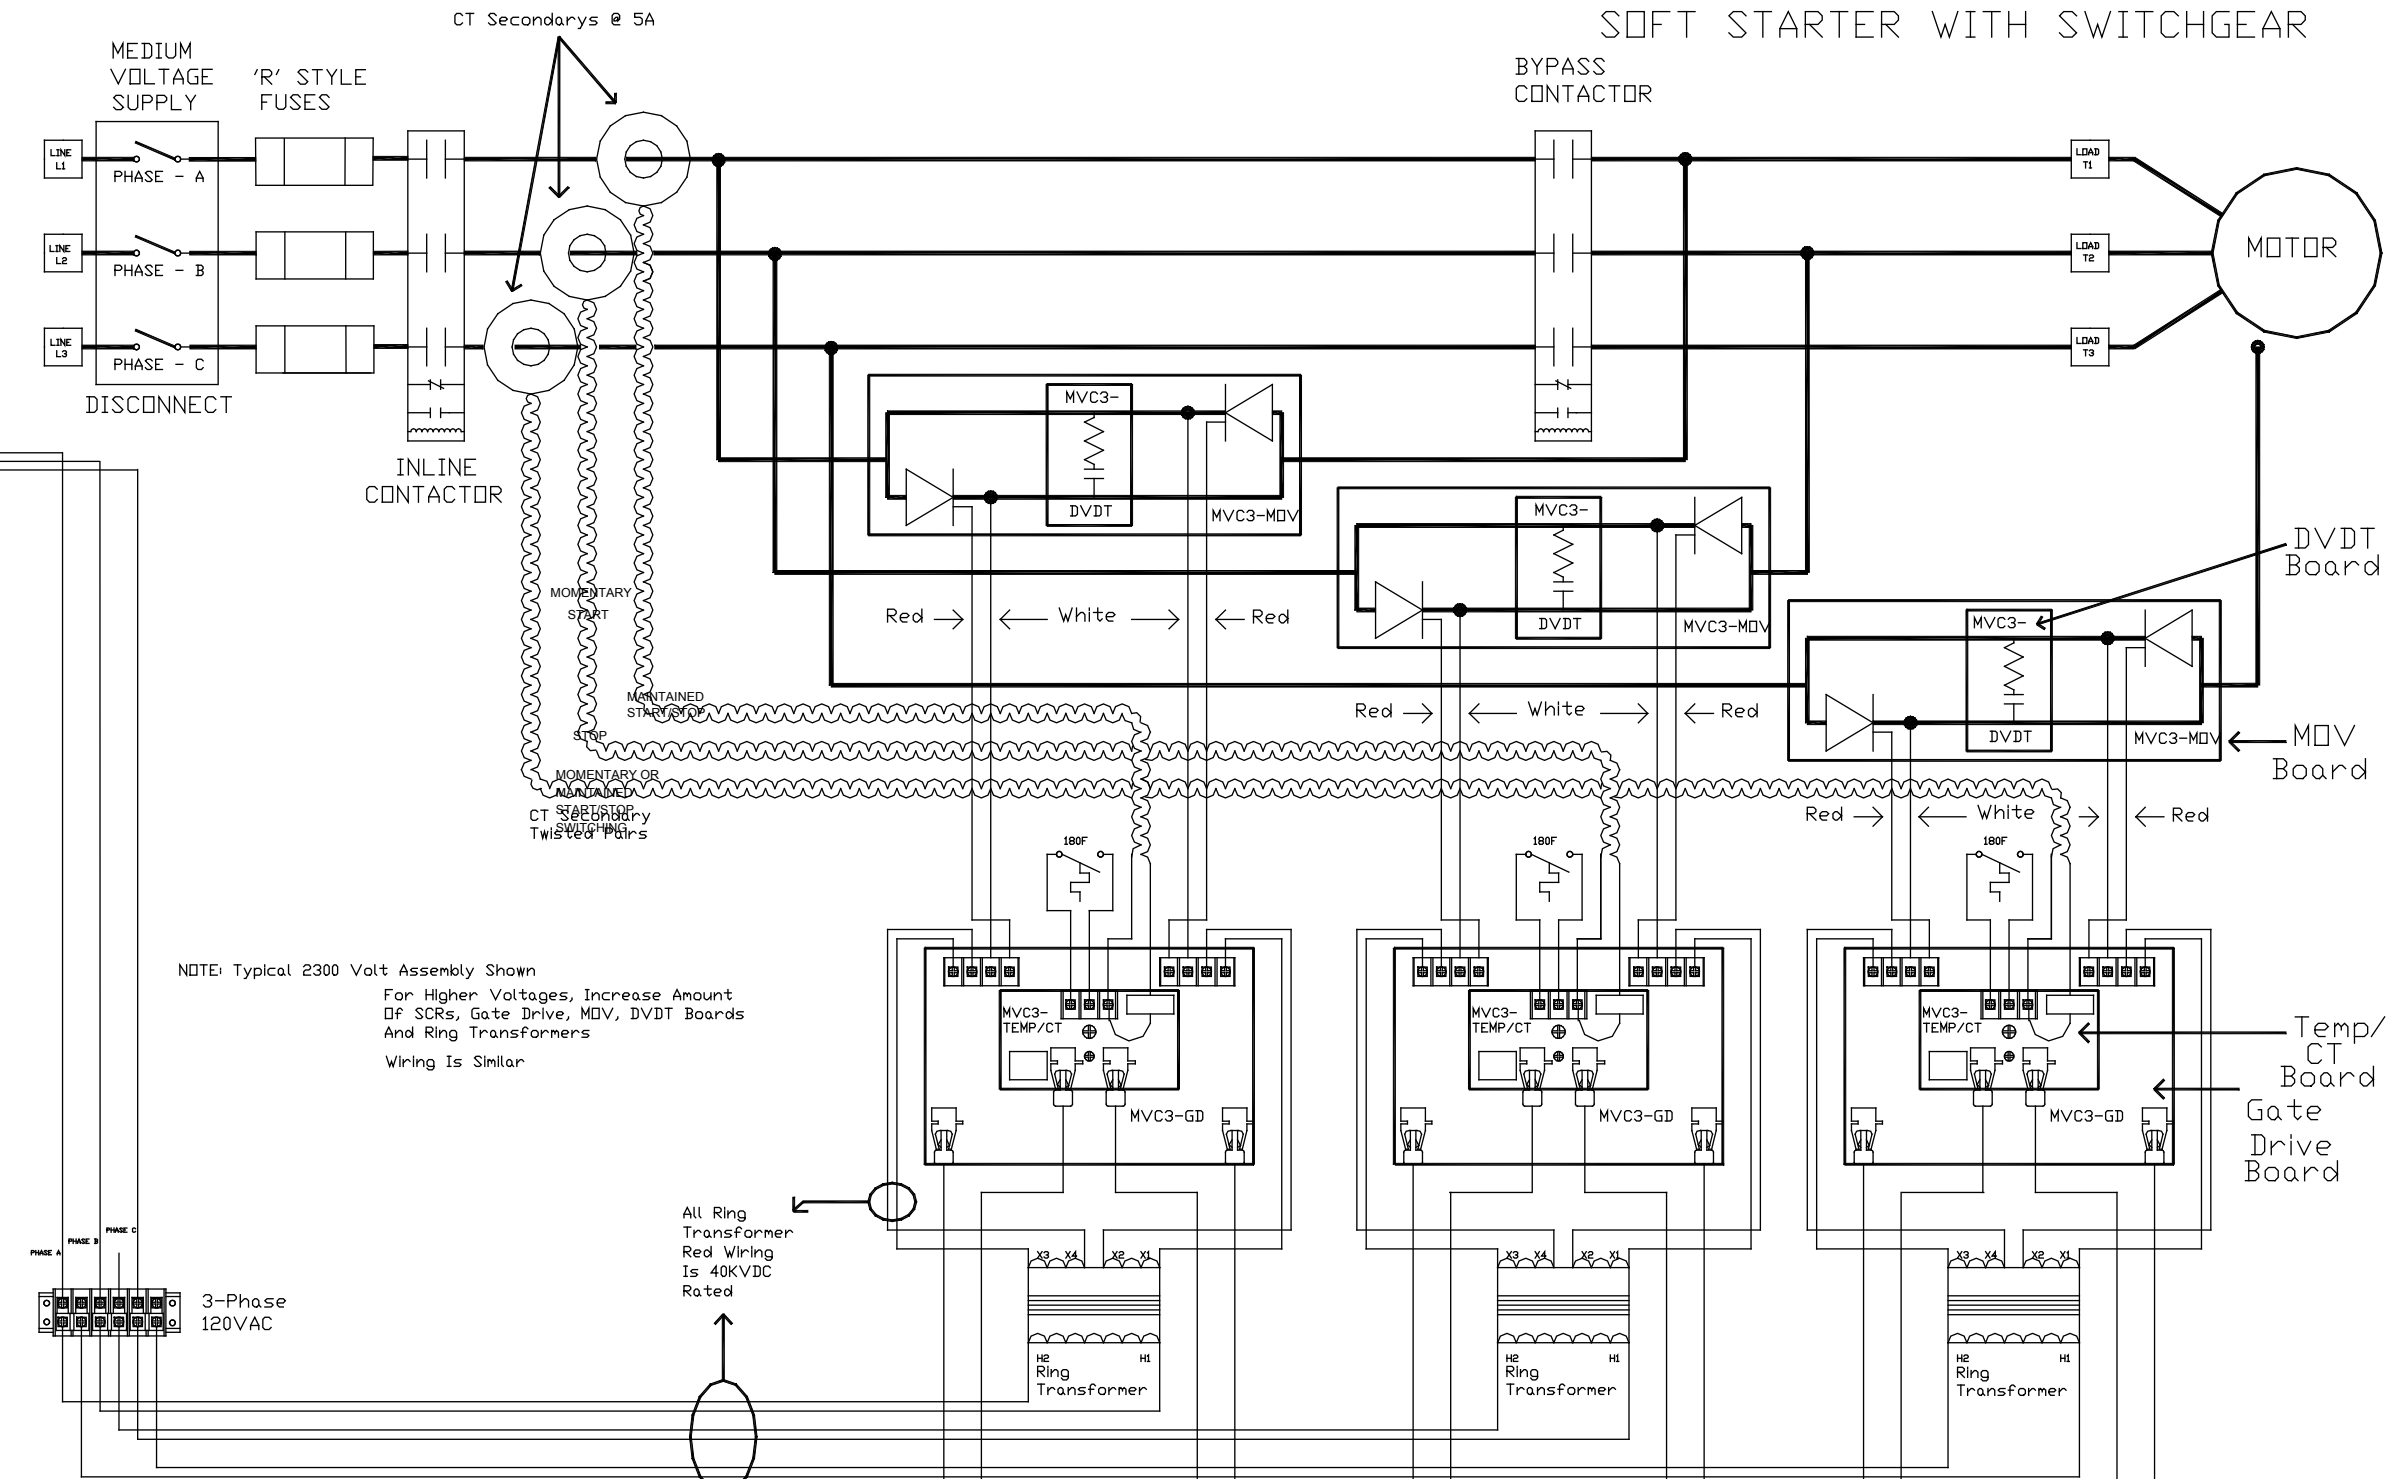 CT Secondarys @ 5A
SOFT STARTER WITH SWITCHGEAR
MEDIUM
VOLTAGE
SUPPLY
'R' STYLE
FUSES
BYPASS
CONTACTOR
LINE
L1
PHASE - A
LOAD
T1
LINE
L2
PHASE - B
LOAD
T2
MOTOR
LINE
L3
PHASE - C
LOAD
T3
DISCONNECT
INLINE
CONTACTOR
MVC3-
DVDT
MVC3-MOV
MVC3-
DVDT
MVC3-MOV
DVDT
Board
MVC3-
DVDT
MVC3-MOV
MOV
Board
Red
White
Red
Red
White
Red
Red
White
Red
MOMENTARY
START
MAINTAINED
START/STOP
STOP
MOMENTARY OR
MAINTAINED
START/STOP
SWITCHING
CT Secondary
Twisted Pairs
180F
180F
180F
NOTE: Typical 2300 Volt Assembly Shown
For Higher Voltages, Increase Amount
Of SCRs, Gate Drive, MOV, DVDT Boards
And Ring Transformers
Wiring Is Similar
MVC3-
TEMP/CT
MVC3-GD
MVC3-
TEMP/CT
MVC3-GD
MVC3-
TEMP/CT
MVC3-GD
Temp/
CT
Board
Gate
Drive
Board
All Ring
Transformer
Red Wiring
Is 40KVDC
Rated
PHASE A
PHASE B
PHASE C
3-Phase
120VAC
X3 X4 X2 X1
H2 H1
Ring
Transformer
X3 X4 X2 X1
H2 H1
Ring
Transformer
X3 X4 X2 X1
H2 H1
Ring
Transformer